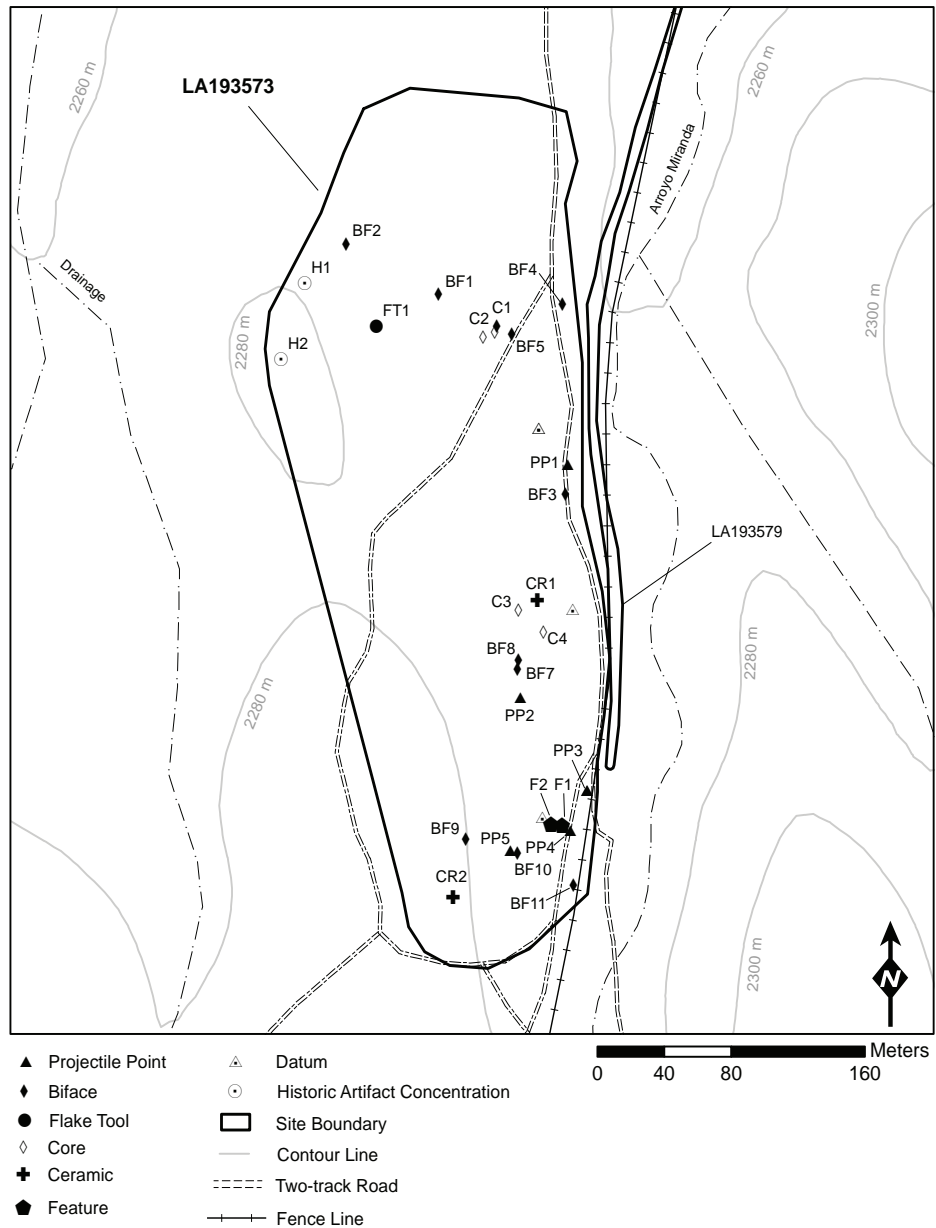 2260 m
LA193573
2260 m
Arroyo Miranda
BF2
Drainage
H1
BF4
BF1
C1
2300 m
FT1
C2
2280 m
H2
BF5
PP1
BF3
LA193579
CR1
C3
C4
BF8
BF7
2280 m
2280 m
PP2
PP3
F2 F1
BF9
PP5
PP4
BF10
CR2
BF11
2300 m
N
Projectile Point
Biface
Flake Tool
Core
Ceramic
Feature
Datum
Historic Artifact Concentration
Site Boundary
Contour Line
Two-track Road
Fence Line
Meters
0 40 80 160